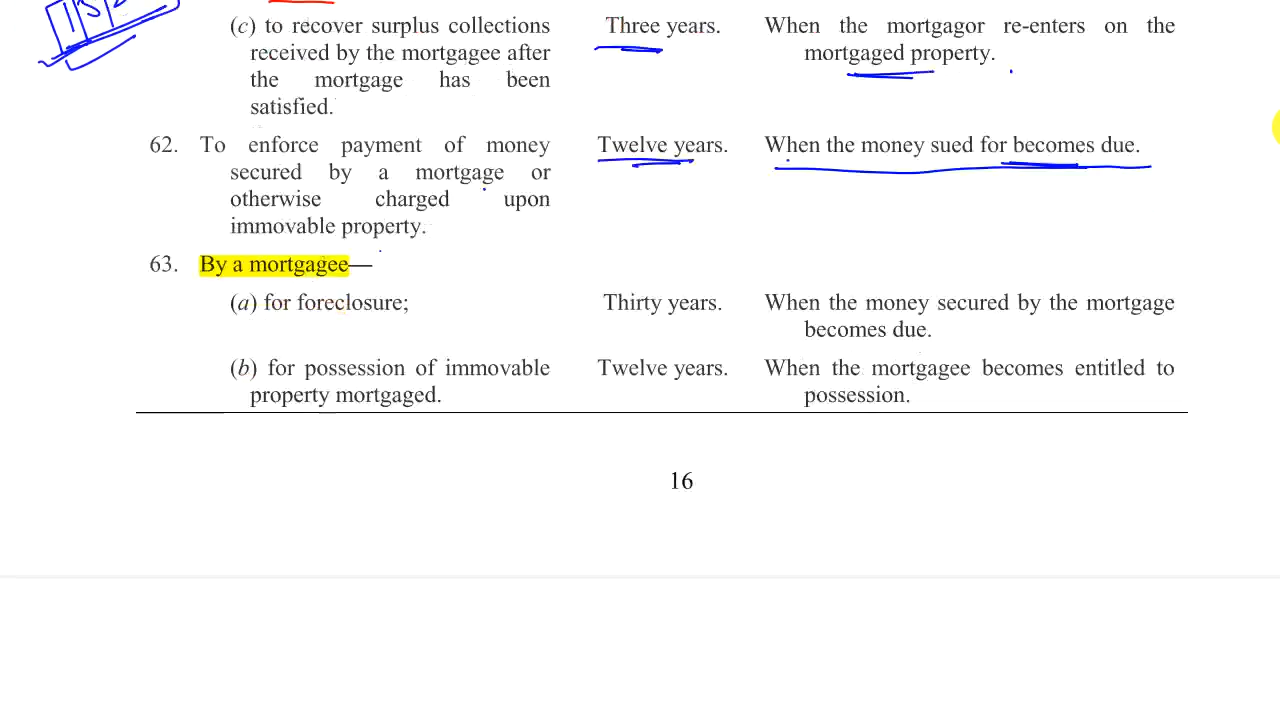 (c) to recover surplus collections Three years. When the mortgagor re-enters on the
received by the mortgagee after mortgaged property.
the mortgage has been
satisfied.
62. To enforce payment of money Twelve years. When the money sued for becomes due.
secured by a mortgage or
otherwise charged upon
immovable property.
63. By a mortgagee—
(a) for foreclosure; Thirty years. When the money secured by the mortgage
becomes due.
(b) for possession of immovable Twelve years. When the mortgagee becomes entitled to
property mortgaged. possession.
16